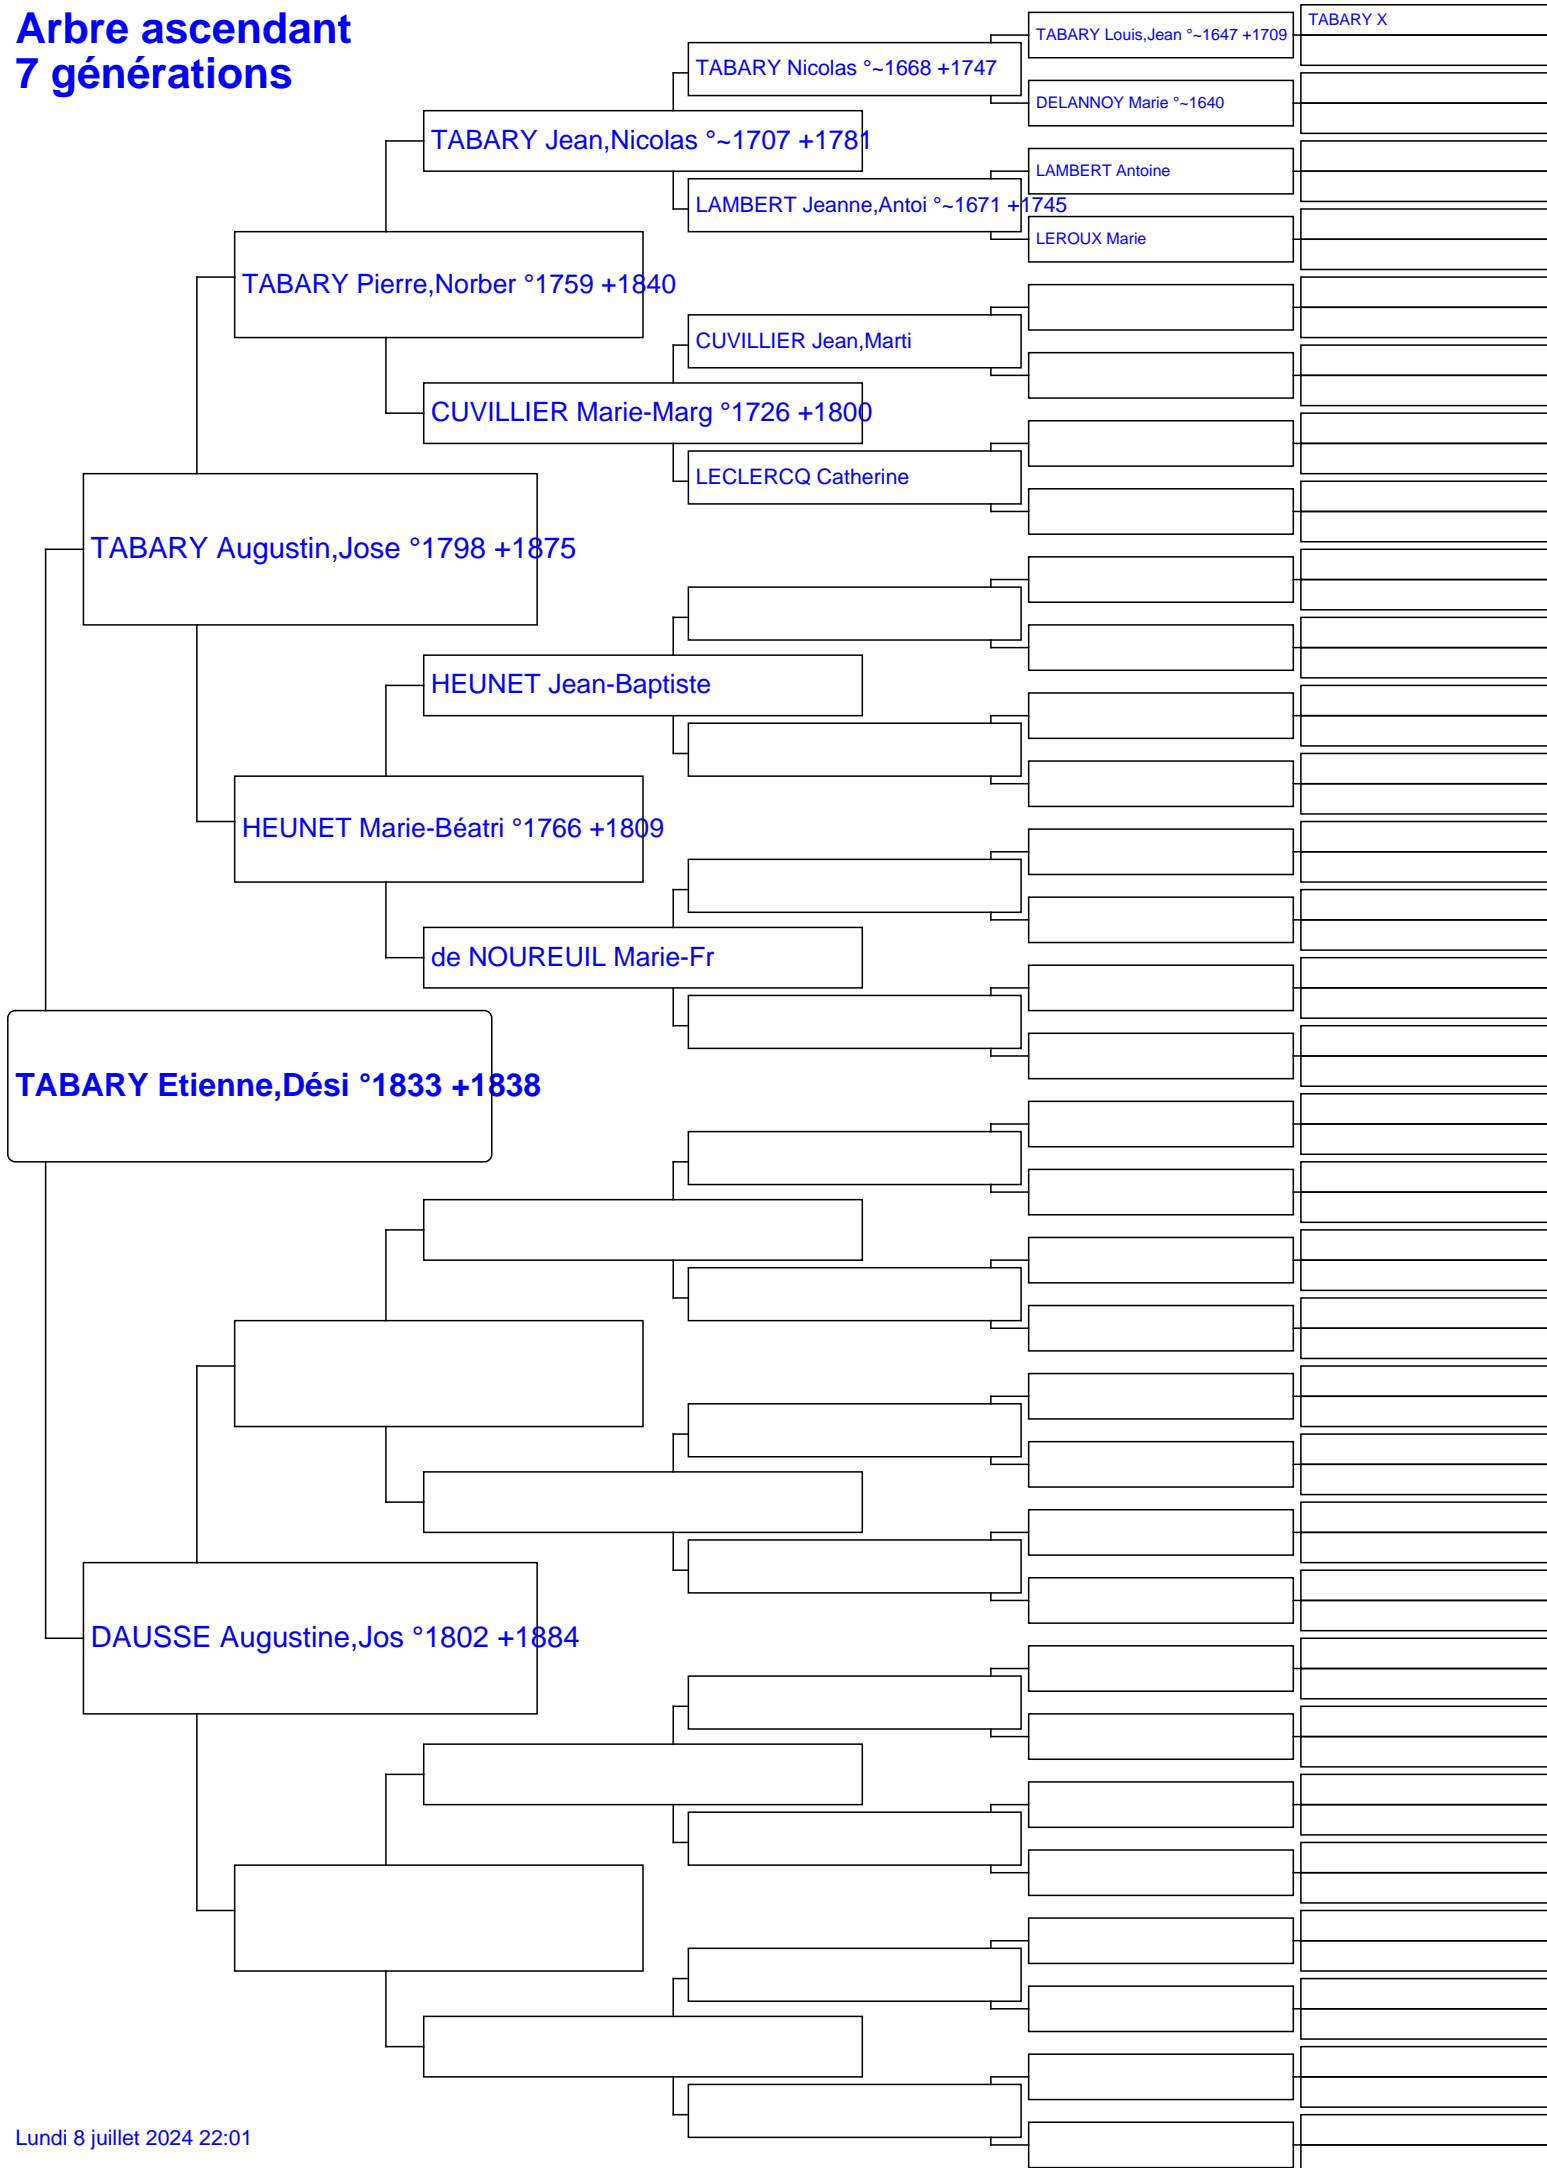 Arbre ascendant
7 générations
TABARY X
TABARY Louis,Jean °~1647 +1709
TABARY Nicolas °~1668 +1747
DELANNOY Marie °~1640
TABARY Jean,Nicolas °~1707 +1781
LAMBERT Antoine
LAMBERT Jeanne,Antoi °~1671 +1745
LEROUX Marie
TABARY Pierre,Norber °1759 +1840
CUVILLIER Jean,Marti
CUVILLIER Marie-Marg °1726 +1800
LECLERCQ Catherine
TABARY Augustin,Jose °1798 +1875
HEUNET Jean-Baptiste
HEUNET Marie-Béatri °1766 +1809
de NOUREUIL Marie-Fr
TABARY Etienne,Dési °1833 +1838
DAUSSE Augustine,Jos °1802 +1884
Lundi 8 juillet 2024 22:01